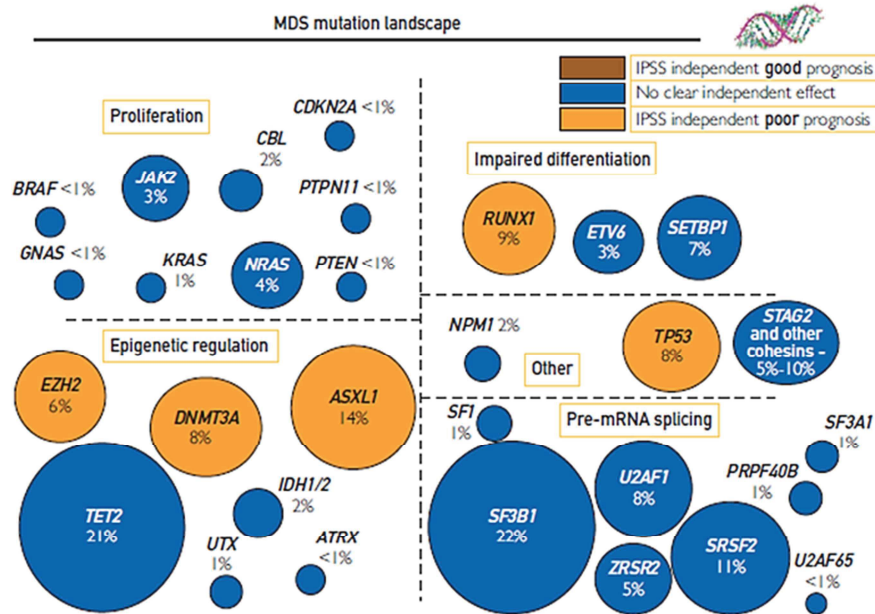 MDS mutation landscape
IPSS independent good prognosis
No clear independent effect
IPSS independent poor prognosis
Proliferation
CDKN2A <1%
CBL
2%
JAK2
3%
BRAF <1%
PTPN11 <1%
GNAS <1%
KRAS
1%
NRAS
4%
PTEN <1%
Impaired differentiation
RUNX1
9%
ETV6
3%
SETBP1
7%
Epigenetic regulation
EZH2
6%
DNMT3A
8%
ASXL1
14%
TET2
21%
IDH1/2
2%
UTX
1%
ATRX
<1%
NPM1 2%
Other
TP53
8%
STAG2
and other
cohesins –
5%-10%
Pre-mRNA splicing
SF1
1%
SF3A1
1%
U2AF1
8%
PRPF40B
1%
SF3B1
22%
SRSF2
11%
ZRSR2
5%
U2AF65
<1%